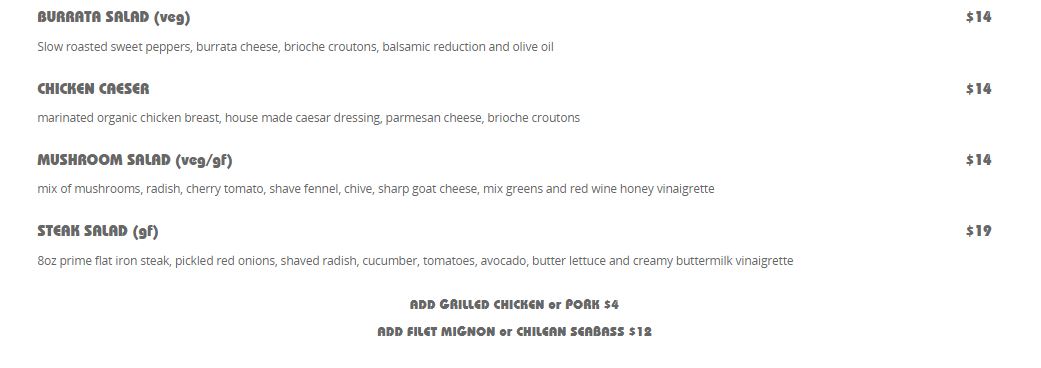 BURRATA SALAD (veg) $14
Slow roasted sweet peppers, burrata cheese, brioche croutons, balsamic reduction and olive oil
CHICKEN CAESER $14
marinated organic chicken breast, house made caesar dressing, parmesan cheese, brioche croutons
MUSHROOM SALAD (veg/gf) $14
mix of mushrooms, radish, cherry tomato, shave fennel, chive, sharp goat cheese, mix greens and red wine honey vinaigrette
STEAK SALAD (gf) $19
8oz prime flat iron steak, pickled red onions, shaved radish, cucumber, tomatoes, avocado, butter lettuce and creamy buttermilk vinaigrette
ADD GRILLED CHICKEN or PORK $4
ADD FILET MIGNON or CHILEAN SEABASS $12